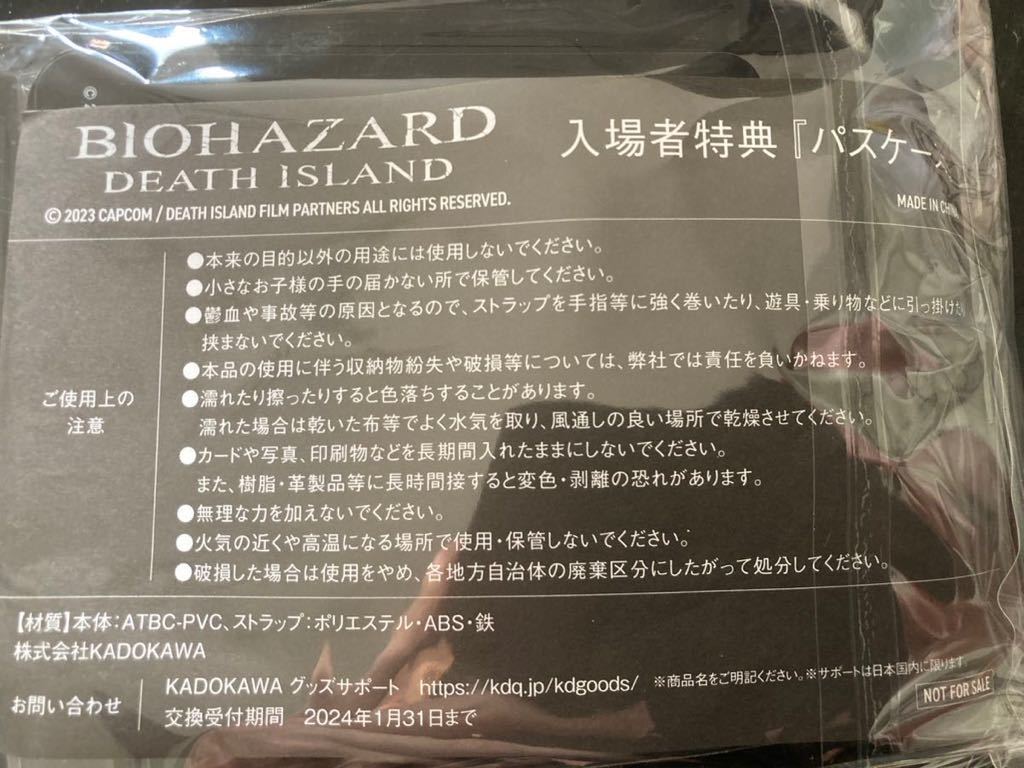 BIOHAZARD
DEATH ISLAND
入場者特典『パスケー
© 2023 CAPCOM / DEATH ISLAND FILM PARTNERS ALL RIGHTS RESERVED.
MADE IN CHINA
ご使用上の
注意
●本来の目的以外の用途には使用しないでください。
●小さなお子様の手の届かない所で保管してください。
●鬱血や事故等の原因となるので、ストラップを手指等に強く巻いたり、遊具・乗り物などに引っ掛けたり
挟まないでください。
●本品の使用に伴う収納物紛失や破損等については、弊社では責任を負いかねます。
●濡れたり擦ったりすると色落ちすることがあります。
濡れた場合は乾いた布等でよく水気を取り、風通しの良い場所で乾燥させてください。
●カードや写真、印刷物などを長期間入れたままにしないでください。
また、樹脂・革製品等に長時間接すると変色・剥離の恐れがあります。
●無理な力を加えないでください。
●火気の近くや高温になる場所で使用・保管しないでください。
●破損した場合は使用をやめ、各地方自治体の廃棄区分にしたがって処分してください。
【材質】本体：ATBC-PVC、ストラップ：ポリエステル・ABS・鉄
株式会社KADOKAWA
お問い合わせ
KADOKAWA グッズサポート https://kdq.jp/kdgoods/ ※商品名をご明記ください。※サポートは日本国内に限ります。
交換受付期間 2024年1月31日まで
NOT FOR SALE